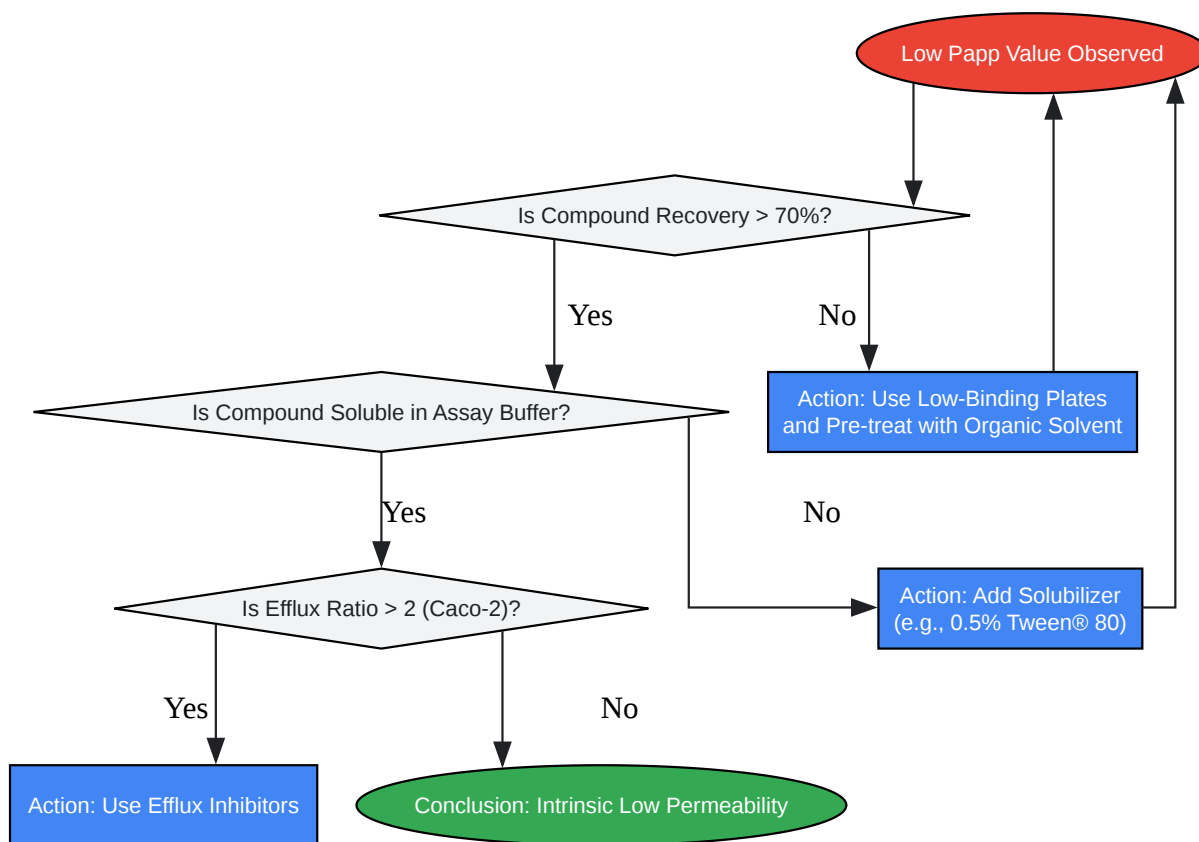 Low Papp Value Observed
Is Compound Recovery > 70%?
Yes
No
Action: Use Low-Binding Plates
and Pre-treat with Organic Solvent
Is Compound Soluble in Assay Buffer?
Yes
No
Action: Add Solubilizer
(e.g., 0.5% Tween® 80)
Is Efflux Ratio > 2 (Caco-2)?
Yes
No
Action: Use Efflux Inhibitors
Conclusion: Intrinsic Low Permeability